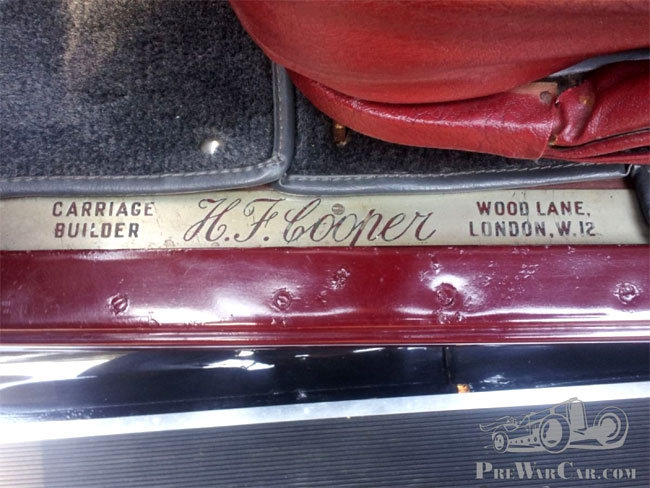 CARRIAGE BUILDER
H. F. Cooper
WOOD LANE, LONDON, W.12
PREWARCAR.COM